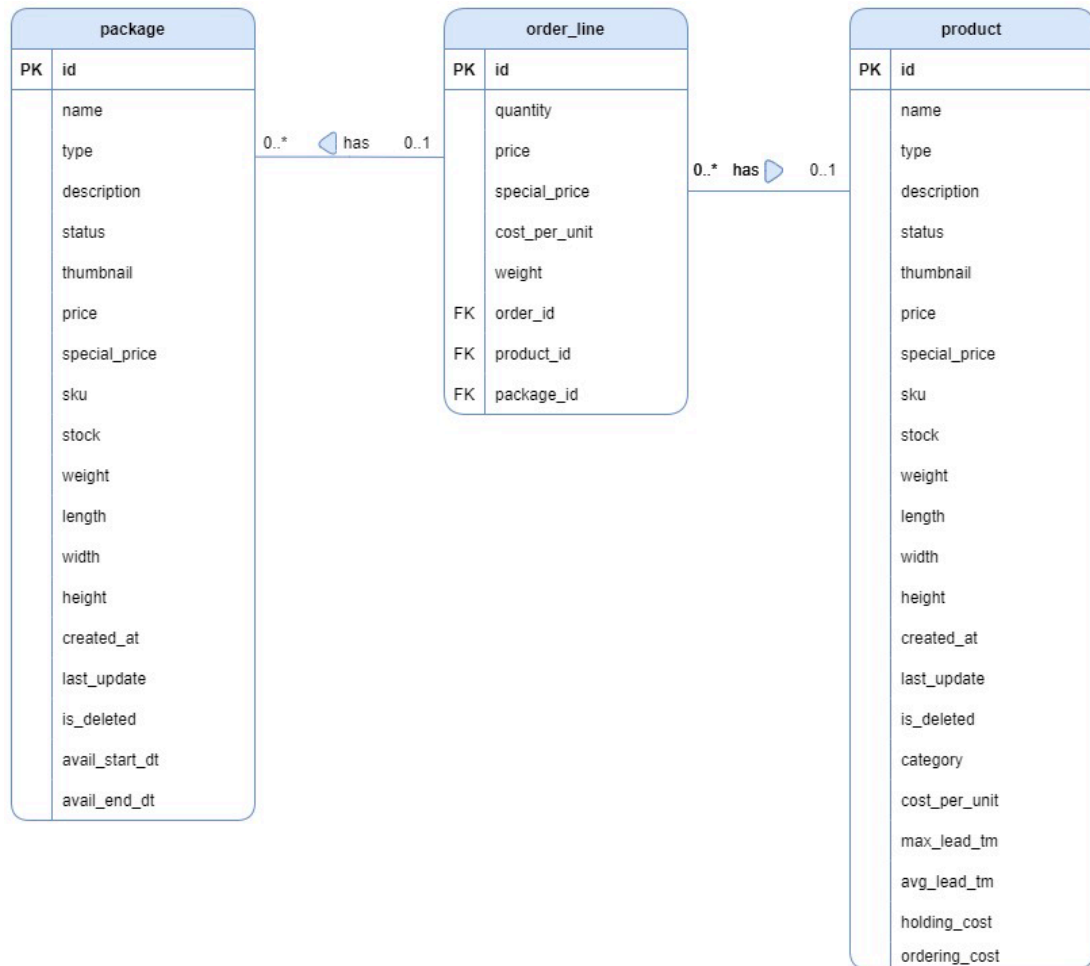 package
PK id
name
type
description
status
thumbnail
price
special_price
sku
stock
weight
length
width
height
created_at
last_update
is_deleted
avail_start_dt
avail_end_dt
0..* has 0..1
order_line
PK id
quantity
price
special_price
cost_per_unit
weight
FK order_id
FK product_id
FK package_id
0..* has 0..1
product
PK id
name
type
description
status
thumbnail
price
special_price
sku
stock
weight
length
width
height
created_at
last_update
is_deleted
category
cost_per_unit
max_lead_tm
avg_lead_tm
holding_cost
ordering_cost